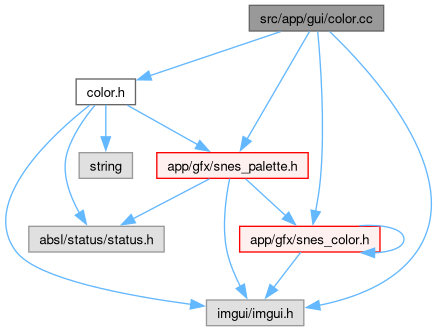 src/app/gui/color.cc
color.h
string
app/gfx/snes_palette.h
absl/status/status.h
app/gfx/snes_color.h
imgui/imgui.h